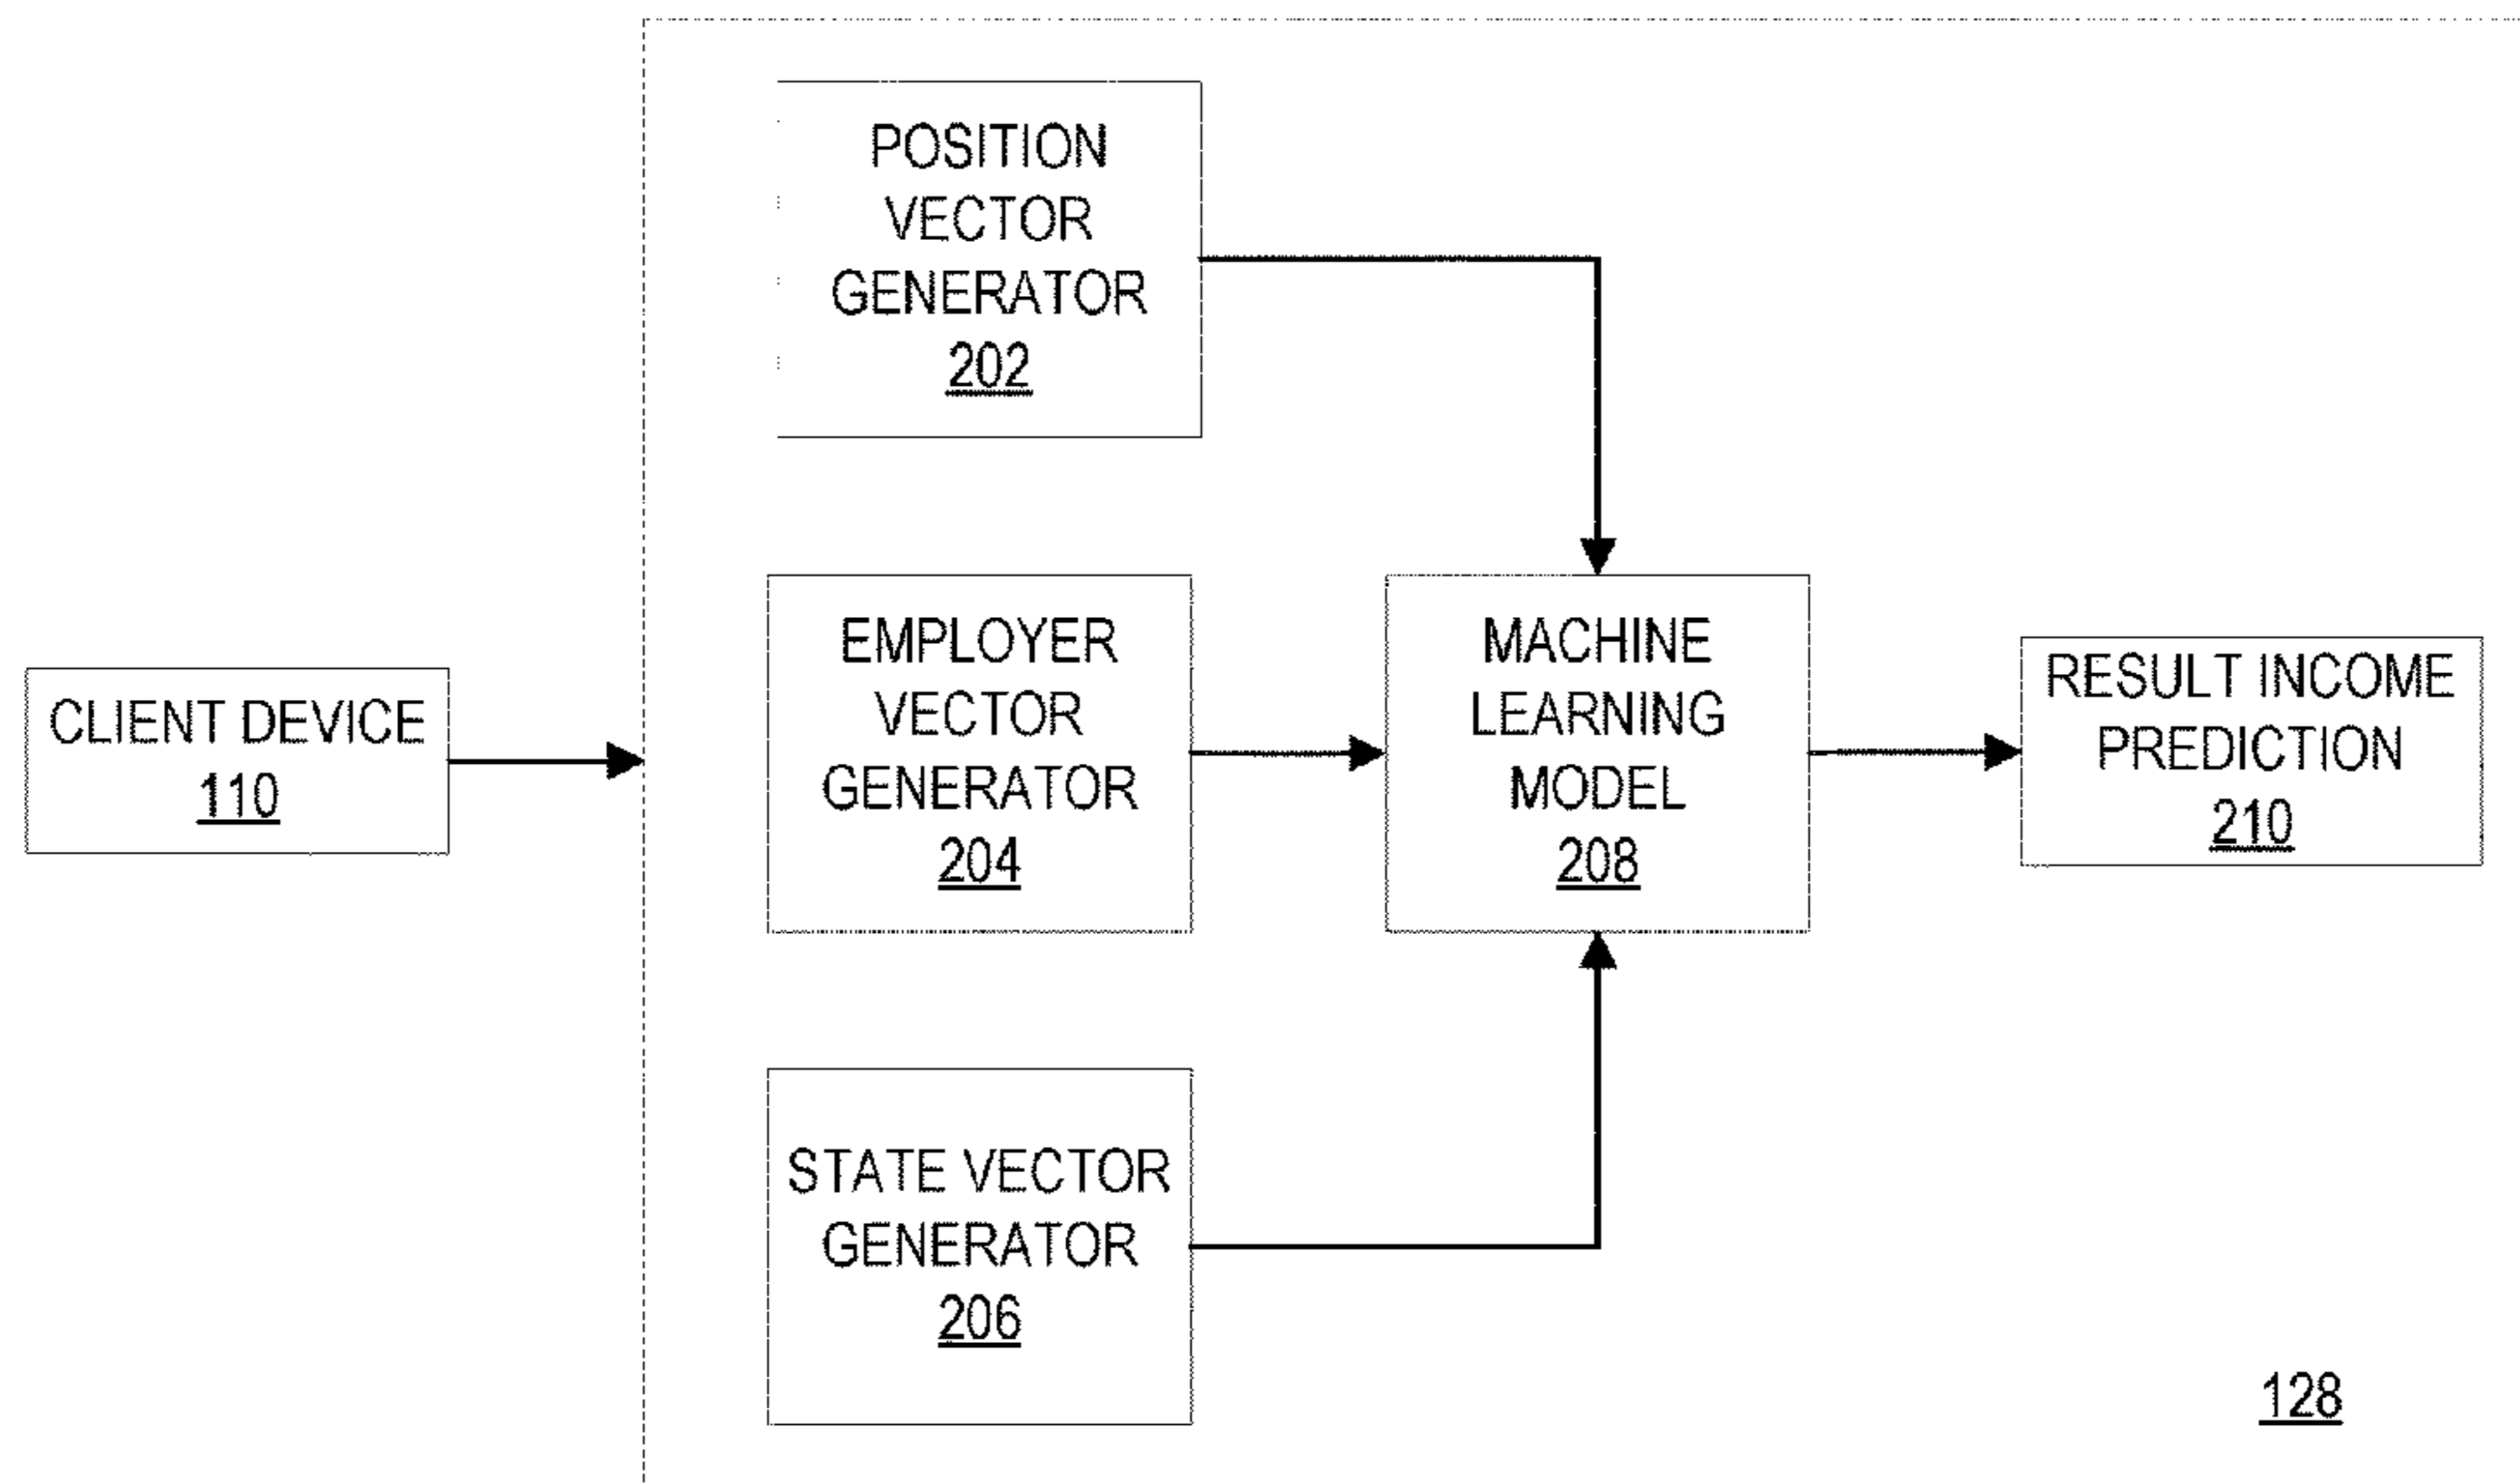 POSITION
VECTOR
GENERATOR
202
CLIENT DEVICE
110
EMPLOYER
VECTOR
GENERATOR
204
MACHINE
LEARNING
MODEL
208
RESULT INCOME
PREDICTION
210
STATE VECTOR
GENERATOR
206
128